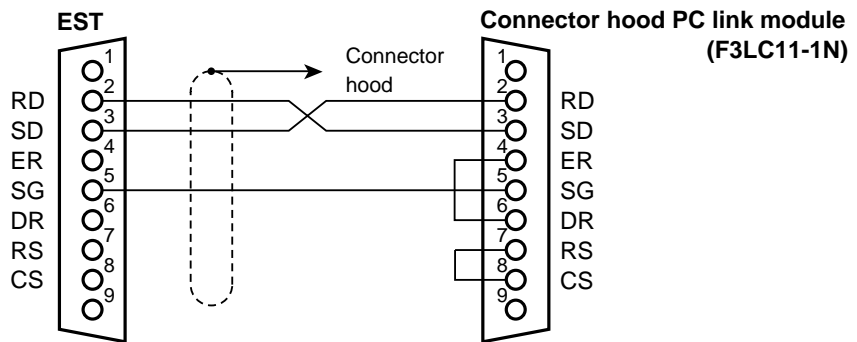 EST
Connector hood PC link module
(F3LC11-1N)
Connector
hood
1
RD 2
SD 3
ER 4
SG 5
DR 6
RS 7
CS 8
9
1
2 RD
3 SD
4 ER
5 SG
6 DR
7 RS
8 CS
9